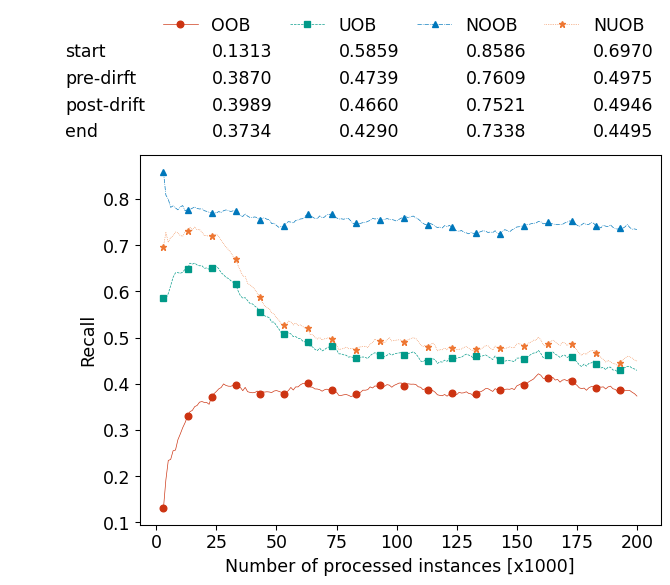 OOB UOB NOOB NUOB
start 0.1313 0.5859 0.8586 0.6970
pre-dirft 0.3870 0.4739 0.7609 0.4975
post-drift 0.3989 0.4660 0.7521 0.4946
end 0.3734 0.4290 0.7338 0.4495
0.8
0.7
0.6
0.5
0.4
0.3
0.2
0.1
Recall
0 25 50 75 100 125 150 175 200
Number of processed instances [x1000]